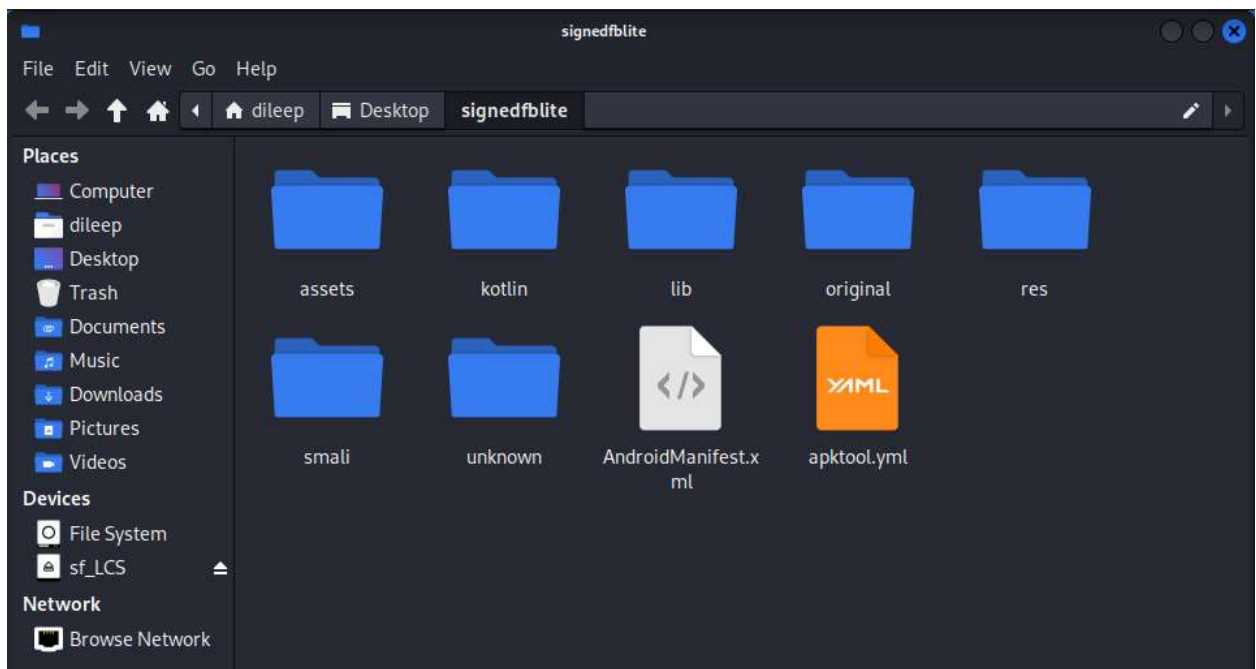 signedfblite
File Edit View Go Help
dileep Desktop signedfblite
Places
Computer
dileep
Desktop
Trash
Documents
Music
Downloads
Pictures
Videos
Devices
File System
sf_LCS
Network
Browse Network
assets kotlin lib original res
YAML
smali unknown AndroidManifest.x apktool.yml
ml